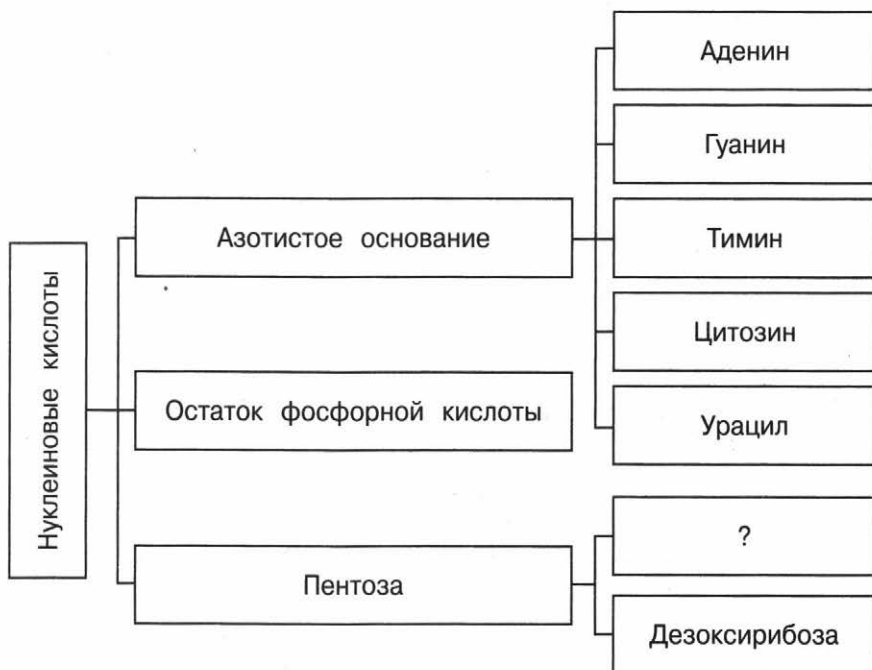 Нуклеиновые кислоты
Азотистое основание
Аденин
Гуанин
Тимин
Цитозин
Урацил
Остаток фосфорной кислоты
Пентоза
?
Дезоксирибоза